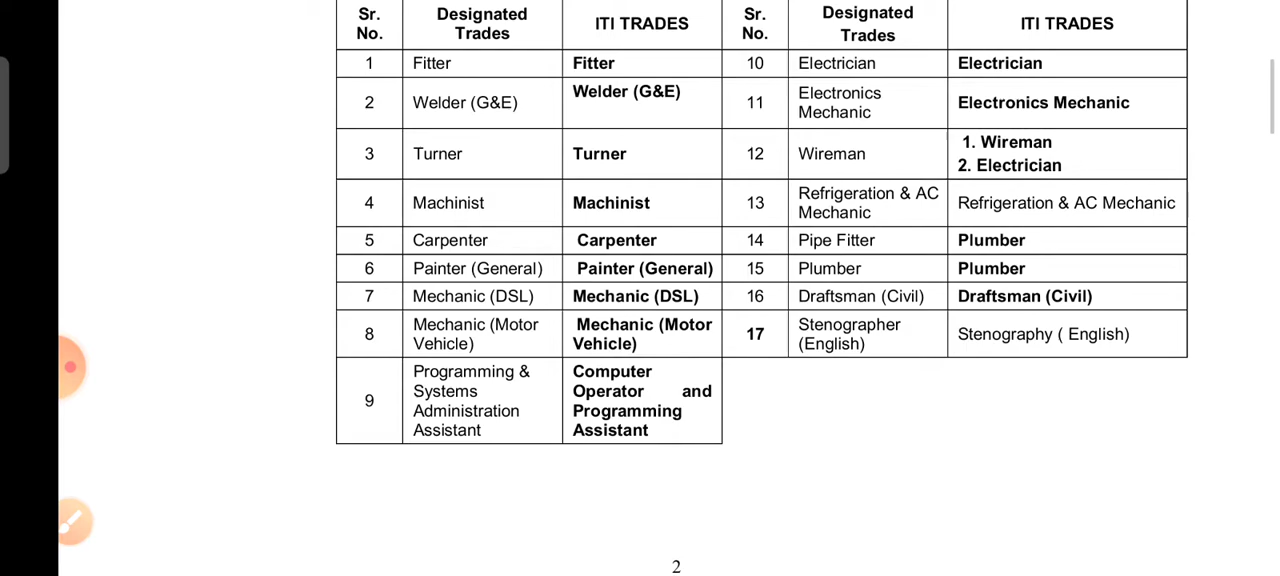 Sr. No. Designated Trades ITI TRADES Sr. No. Designated Trades ITI TRADES
1 Fitter Fitter 10 Electrician Electrician
2 Welder (G&E) Welder (G&E) 11 Electronics Mechanic Electronics Mechanic
3 Turner Turner 12 Wireman 1. Wireman 2. Electrician
4 Machinist Machinist 13 Refrigeration & AC Mechanic Refrigeration & AC Mechanic
5 Carpenter Carpenter 14 Pipe Fitter Plumber
6 Painter (General) Painter (General) 15 Plumber Plumber
7 Mechanic (DSL) Mechanic (DSL) 16 Draftsman (Civil) Draftsman (Civil)
8 Mechanic (Motor Vehicle) Mechanic (Motor Vehicle) 17 Stenographer (English) Stenography ( English)
9 Programming & Systems Administration Assistant Computer Operator and Programming Assistant
2